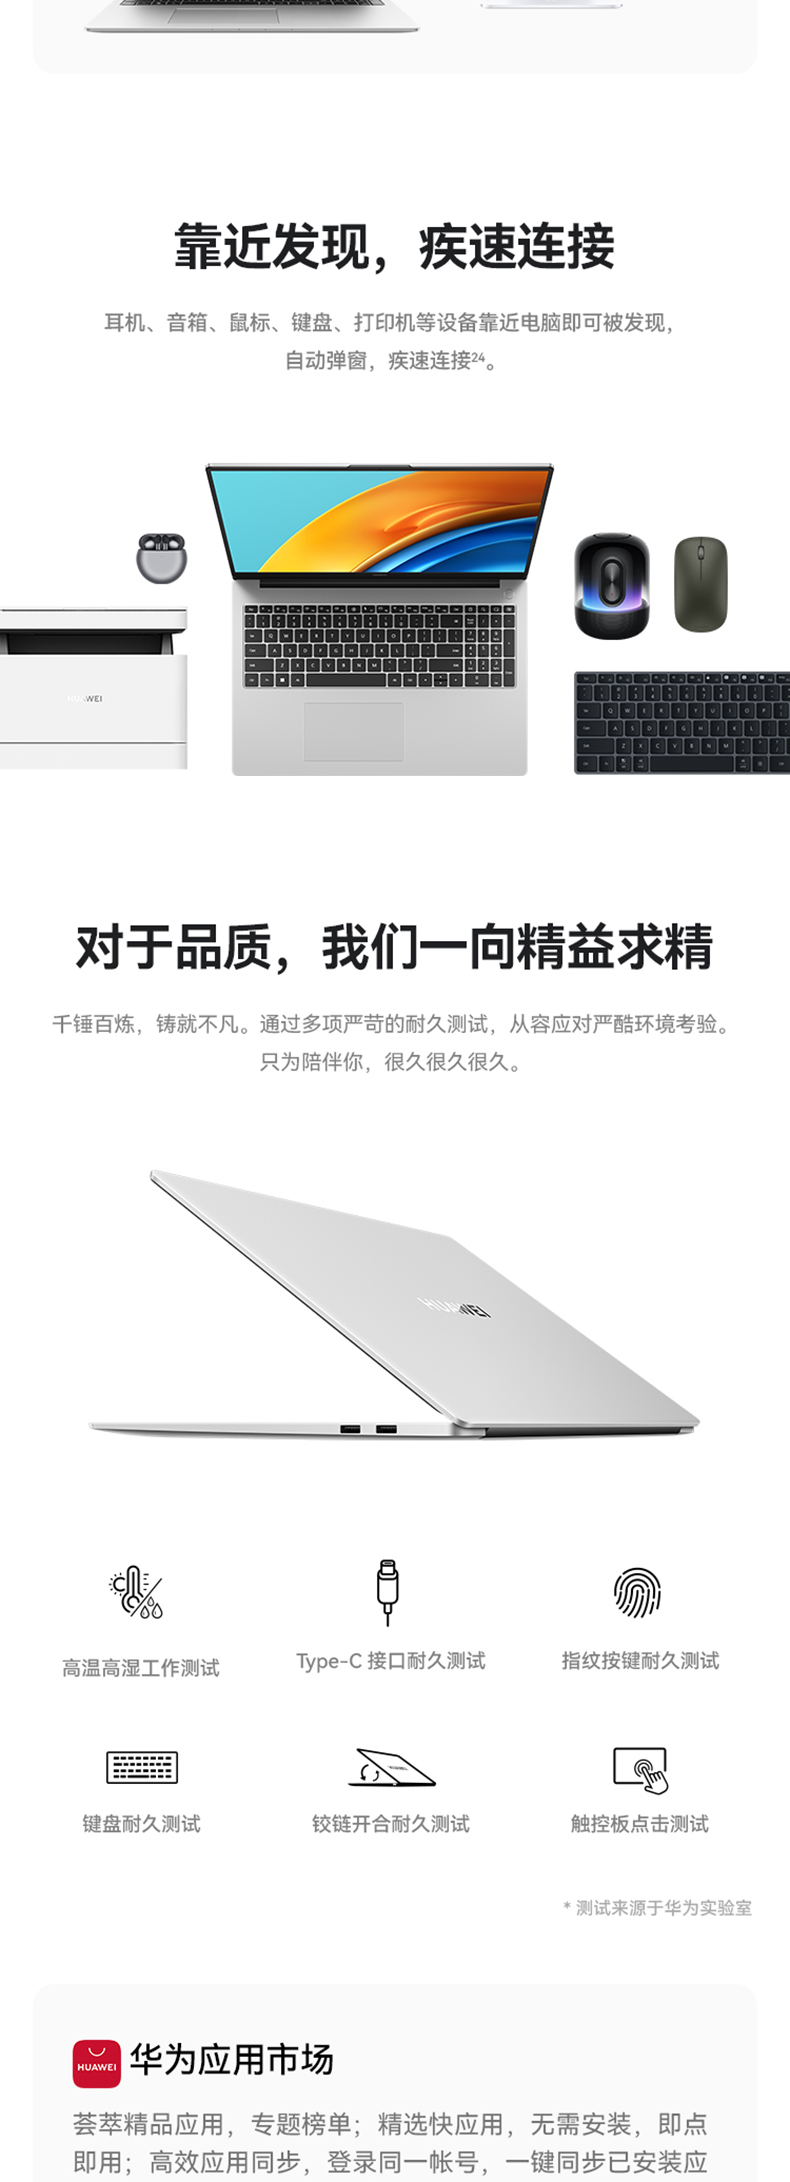 靠近发现，疾速连接
耳机、音箱、鼠标、键盘、打印机等设备靠近电脑即可被发现，
自动弹窗，疾速连接24。
HUAWEI
对于品质，我们一向精益求精
千锤百炼，铸就不凡。通过多项严苛的耐久测试，从容应对严酷环境考验。
只为陪伴你，很久很久很久。
HUAWEI
高温高湿工作测试
Type-C 接口耐久测试
指纹按键耐久测试
键盘耐久测试
铰链开合耐久测试
触控板点击测试
* 测试来源于华为实验室
HUAWEI
华为应用市场
荟萃精品应用，专题榜单；精选快应用，无需安装，即点
即用；高效应用同步，登录同一帐号，一键同步已安装应